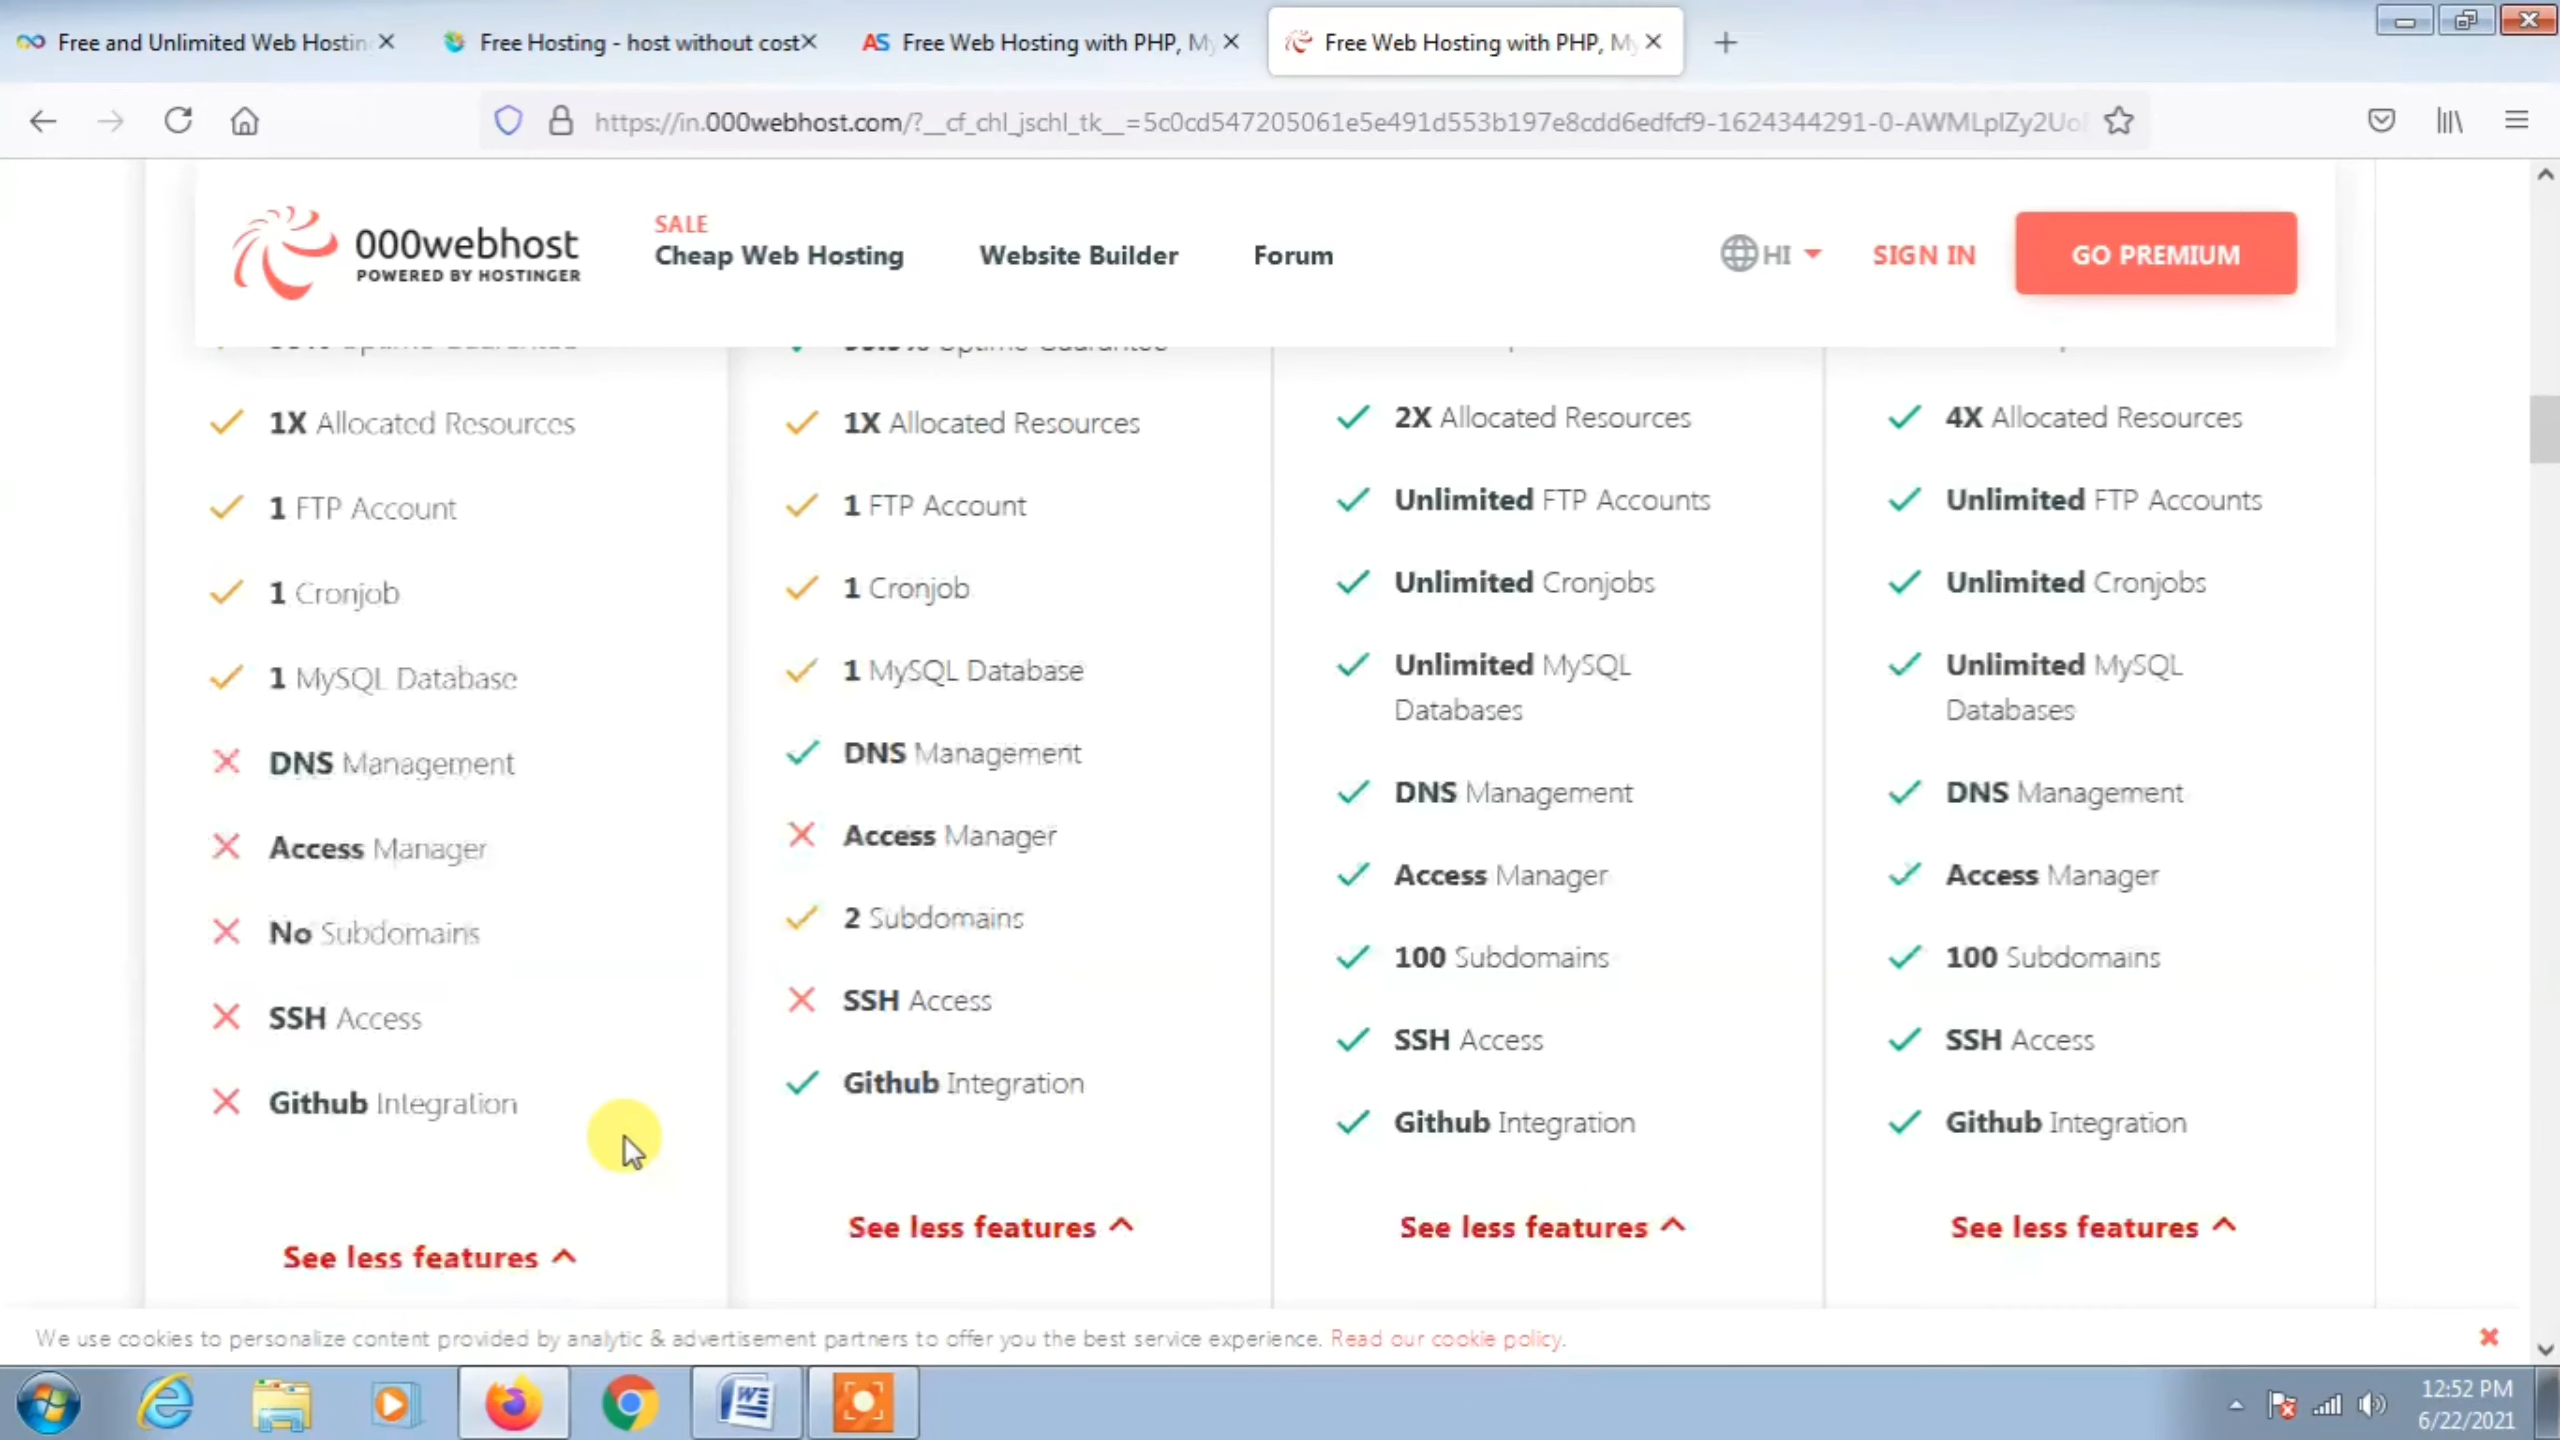 Free and Unlimited Web Hostin
Free Hosting - host without cost
AS Free Web Hosting with PHP, My
Free Web Hosting with PHP, My
https://in.000webhost.com/?__cf_chl_jschl_tk__=5c0cd547205061e5e491d553b197e8cdd6edfcf9-1624344291-0-AWMLpIZy2Uo
000webhost
POWERED BY HOSTINGER
SALE
Cheap Web Hosting
Website Builder
Forum
HI
SIGN IN
GO PREMIUM
1X Allocated Resources
1 FTP Account
1 Cronjob
1 MySQL Database
DNS Management
Access Manager
No Subdomains
SSH Access
Github Integration
See less features
1X Allocated Resources
1 FTP Account
1 Cronjob
1 MySQL Database
DNS Management
Access Manager
2 Subdomains
SSH Access
Github Integration
See less features
2X Allocated Resources
Unlimited FTP Accounts
Unlimited Cronjobs
Unlimited MySQL
Databases
DNS Management
Access Manager
100 Subdomains
SSH Access
Github Integration
See less features
4X Allocated Resources
Unlimited FTP Accounts
Unlimited Cronjobs
Unlimited MySQL
Databases
DNS Management
Access Manager
100 Subdomains
SSH Access
Github Integration
See less features
We use cookies to personalize content provided by analytic & advertisement partners to offer you the best service experience. Read our cookie policy.
12:52 PM
6/22/2021